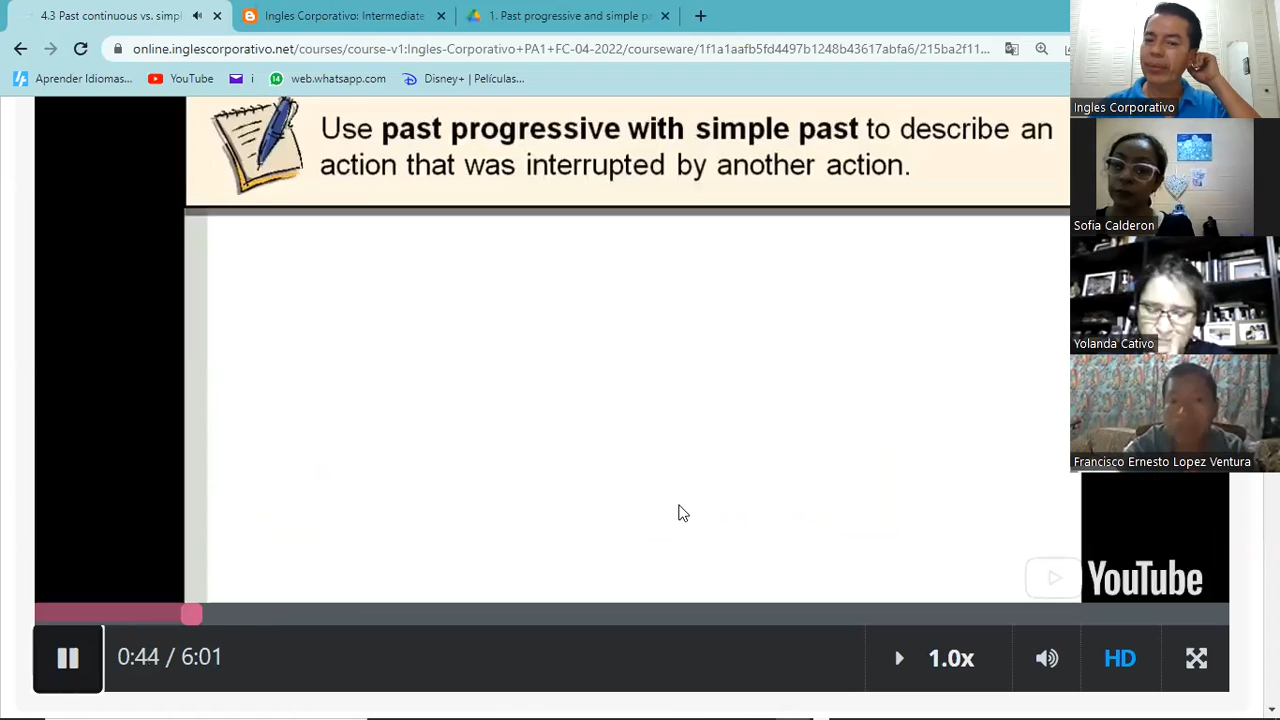 4.3 Past continuous vs. simpl
Ingles Corporativo: Intermediate
1. Past progressive and simple p
online.inglescorporativo.net/courses/course-v1:Ingles-Corporativo+PA1+FC-04-2022/courseware/1f1a1aafb5fd4497b1248b43617abfa6/215ba2f11...
Aprender Idiomas...
YouTube
i
14
web.whatsapp.com
Disney+ | Películas...
Use past progressive with simple past to describe an
action that was interrupted by another action.
Ingles Corporativo
Sofia Calderon
Yolanda Cativo
Francisco Ernesto Lopez Ventura
YouTube
0:44 / 6:01
1.0x
HD